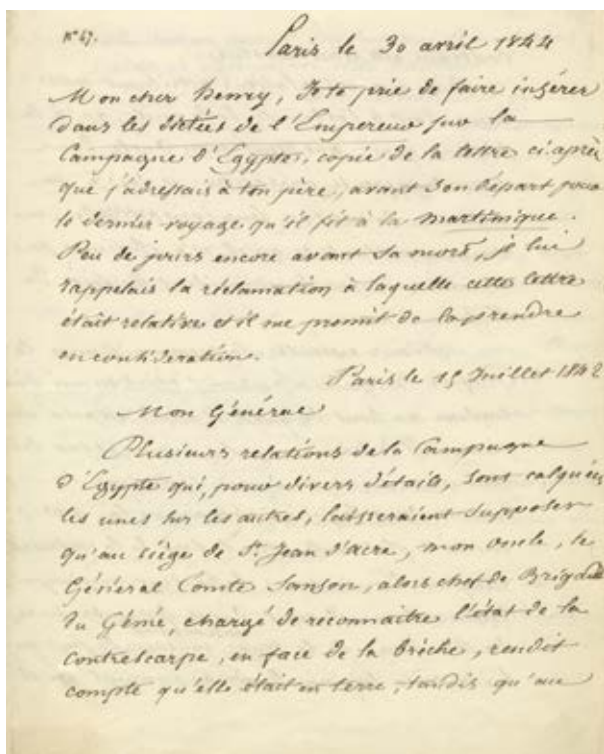 N° 47.
Paris le 30 avril 1844
Mon cher henry, Je te prie de faire insérer
dans les dictées de l'Empereur sur la
Campagne d'Egypte, copie de la lettre ci après
que j'adressais à ton père, avant son départ pour
le dernier voyage qu'il fit à la martinique.
Peu de jours encore avant sa mort, je lui
rappelais la réclamation à laquelle cette lettre
était relative et il me promit de la prendre
en considération.
Paris le 15 Juillet 1842
Mon Général
Plusieurs relations de la Campagne
d'Egypte qui, pour divers détails, sont calquées
les unes sur les autres, laisseraient supposer
qu'au siège de St. Jean d'acre, mon oncle, le
Général Comte Sanson, alors chef de Brigade
du Génie, chargé de reconnaitre l'état de la
Contrescarpe, en face de la brèche, rendit
compte qu'elle était en terre, tandis qu'une